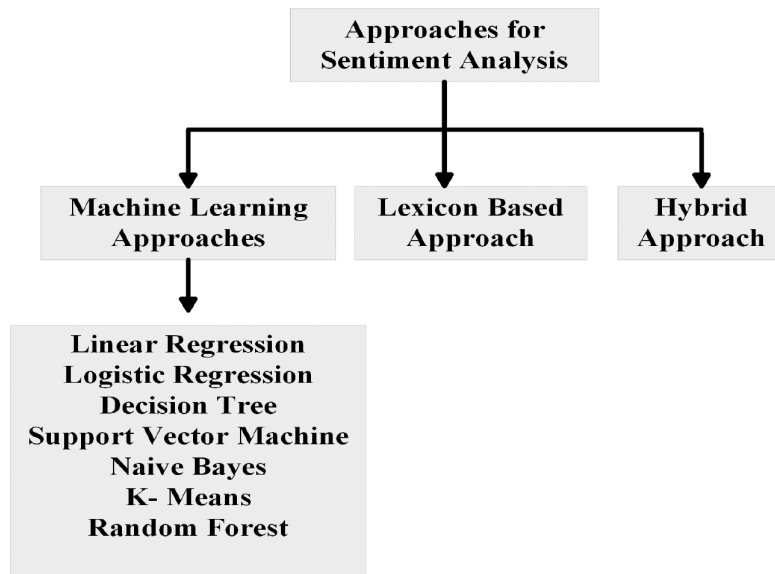 Approaches for
Sentiment Analysis
Machine Learning
Approaches
Lexicon Based
Approach
Hybrid
Approach
Linear Regression
Logistic Regression
Decision Tree
Support Vector Machine
Naive Bayes
K- Means
Random Forest